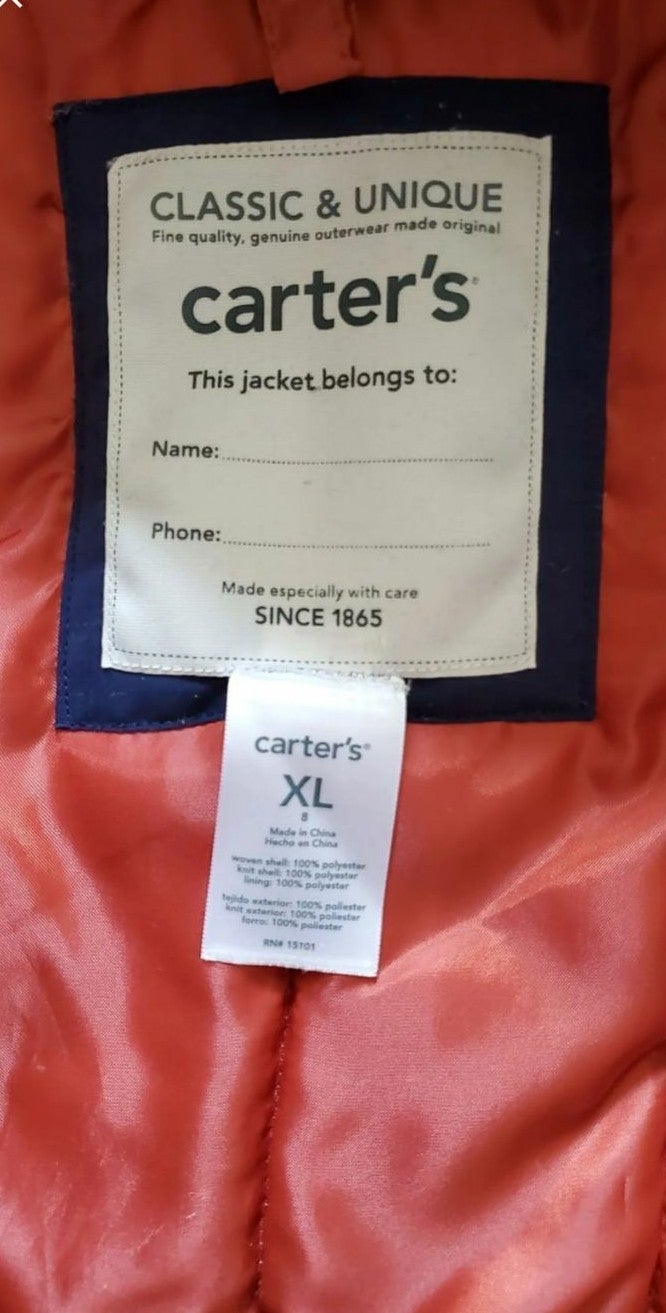 CLASSIC & UNIQUE
Fine quality, genuine outerwear made original
carter's®
This jacket belongs to:
Name:
Phone:
Made especially with care
SINCE 1865
carter's®
XL
8
Made in China
Hecho en China
woven shell: 100% polyester
knit shell: 100% polyester
lining: 100% polyester
tejido exterior: 100% poliester
knit exterior: 100% poliester
forro: 100% poliester
RN# 15101